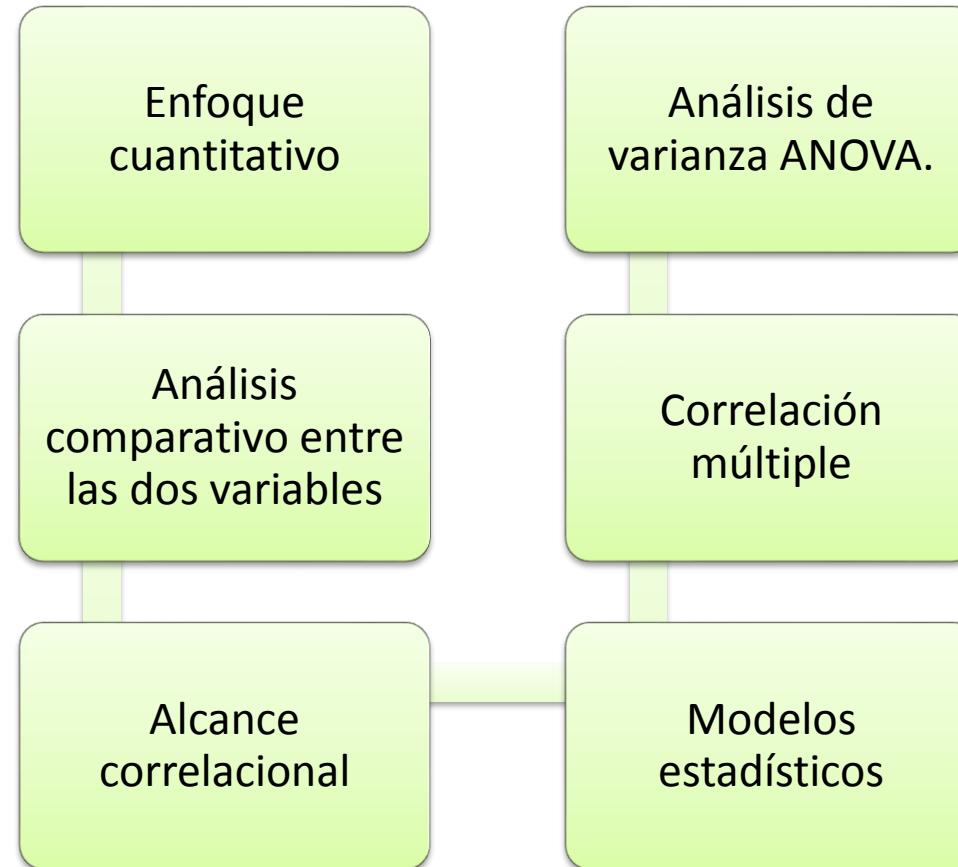 Enfoque
cuantitativo
Análisis
comparativo entre
las dos variables
Alcance
correlacional
Modelos
estadísticos
Correlación
múltiple
Análisis de
varianza ANOVA.